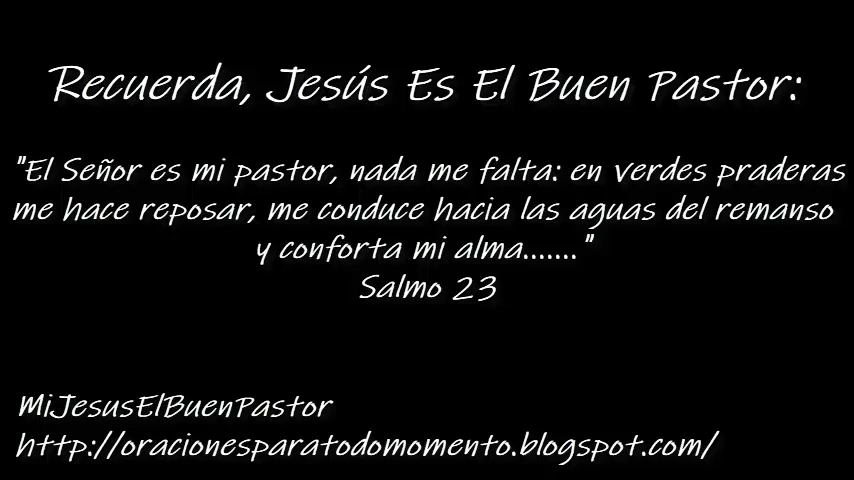 Recuerda, Jesús Es El Buen Pastor:
"El Señor es mi pastor, nada me falta: en verdes praderas
me hace reposar, me conduce hacia las aguas del remanso
y conforta mi alma......."
Salmo 23
MiJesusElBuenPastor
http://oracionesparatodomomento.blogspot.com/